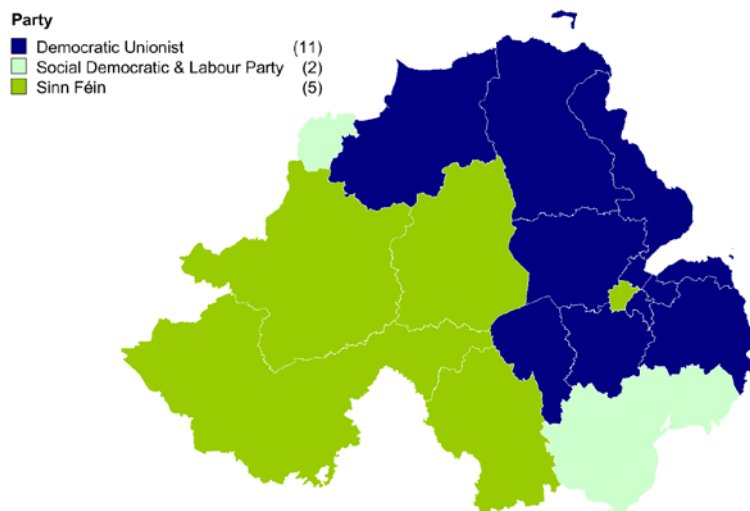 Party
Democratic Unionist (11)
Social Democratic & Labour Party (2)
Sinn Féin (5)